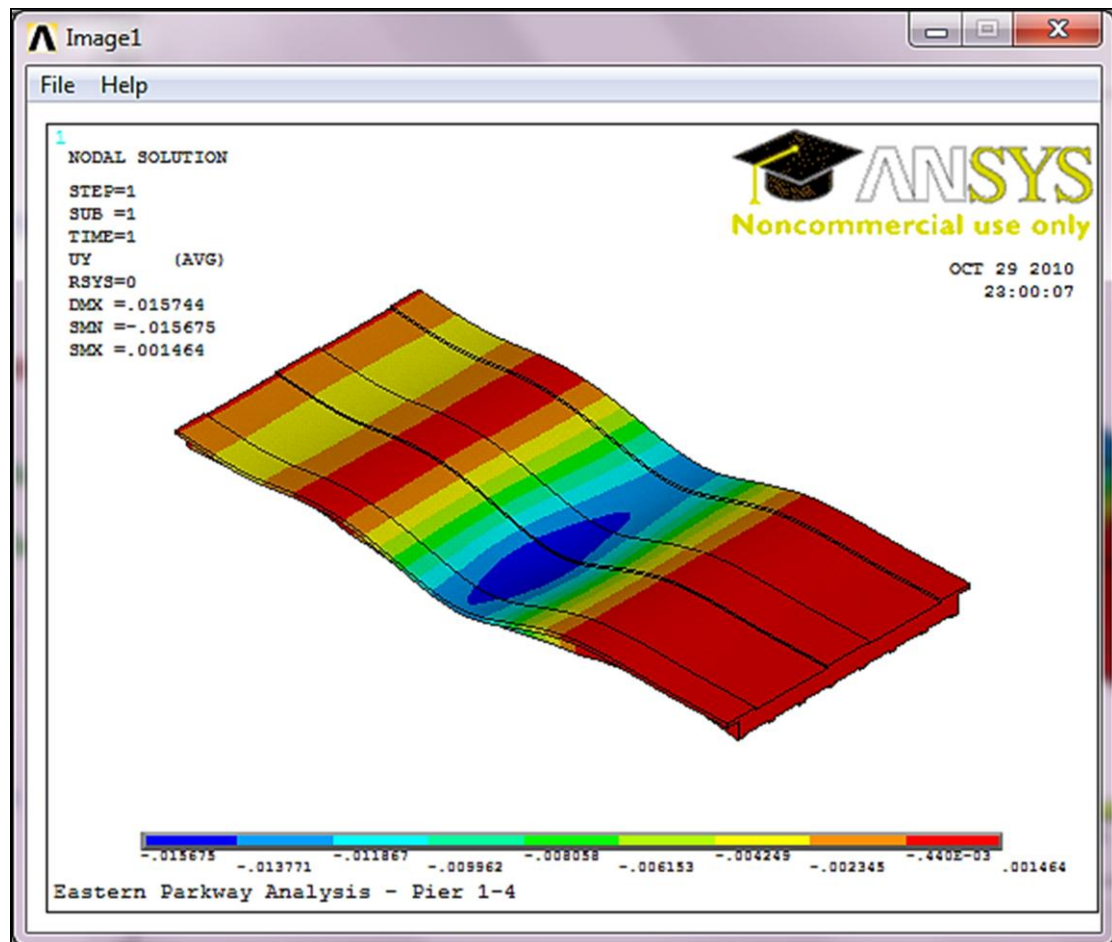 Image1
File Help
1
NODAL SOLUTION
STEP=1
SUB =1
TIME=1
UY (AVG)
RSYS=0
DMX =.015744
SMN =-.015675
SMX =.001464
ANSYS
Noncommercial use only
OCT 29 2010
23:00:07
-.015675 -.011867 -.008058 -.004249 -.440E-03
-.013771 -.009962 -.006153 -.002345 .001464
Eastern Parkway Analysis - Pier 1-4